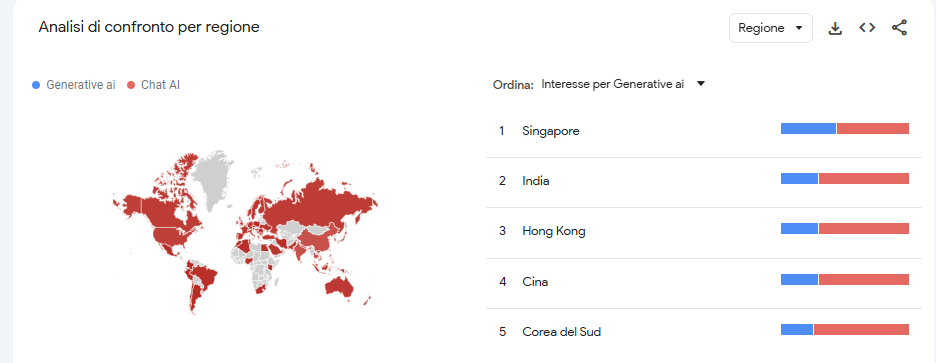 Analisi di confronto per regione
Regione
Generative ai
Chat AI
Ordina: Interesse per Generative ai
1 Singapore
2 India
3 Hong Kong
4 Cina
5 Corea del Sud